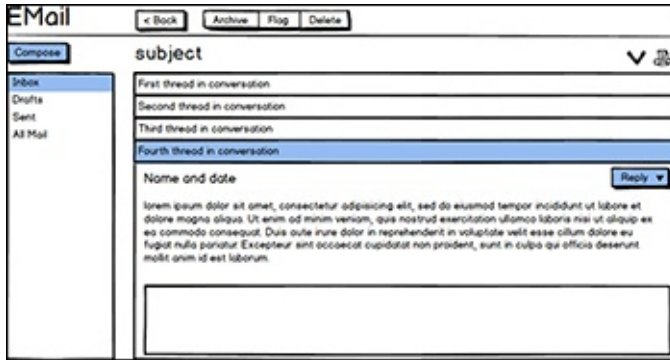 EMail
< Back Archive Flag Delete
Compose
subject
Inbox
Drafts
Sent
All Mail
First thread in conversation
Second thread in conversation
Third thread in conversation
Fourth thread in conversation
Name and date
Reply
lorem ipsum dolor sit amet, consectetur adipisicing elit, sed do eiusmod tempor incididunt ut labore et
dolore magna aliqua. Ut enim ad minim veniam, quis nostrud exercitation ullamco laboris nisi ut aliquip ex
ea commodo consequat. Duis aute irure dolor in reprehenderit in voluptate velit esse cillum dolore eu
fugiat nulla pariatur. Excepteur sint occaecat cupidatat non proident, sunt in culpa qui officia deserunt
mollit anim id est laborum.